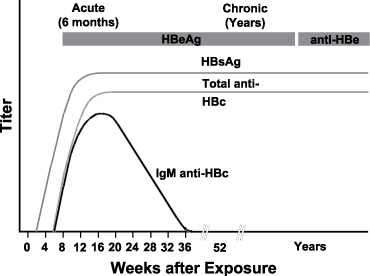 Acute
(6 months)
Chronic
(Years)
HBeAg
anti-HBe
HBsAg
Total anti-
HBc
IgM anti-HBc
Titer
0 4 8 12 16 20 24 28 32 36 52 Years
Weeks after Exposure